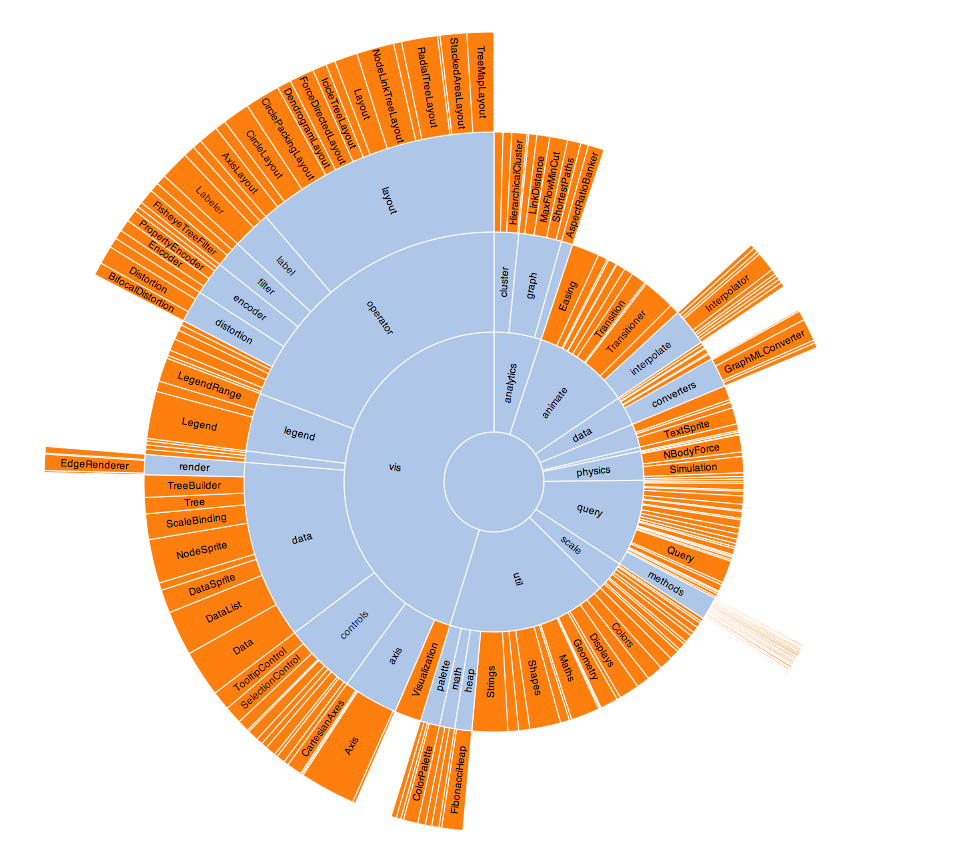 TreeMapLayout
StackedAreaLayout
RadialTreeLayout
NodeLinkTreeLayout
Layout
IcicleTreeLayout
ForceDirectedLayout
DendrogramLayout
CirclePackingLayout
CircleLayout
AxisLayout
Labeler
FisheyeTreeFilter
PropertyEncoder
Encoder
Distortion
BifocalDistortion
layout
label
filter
encoder
distortion
operator
HierarchicalCluster
LinkDistance
MaxFlowMinCut
ShortestPaths
AspectRatioBanker
cluster
graph
analytics
Easing
Transition
Transitioner
animate
interpolate
Interpolator
data
converters
GraphMLConverter
TextSprite
NBodyForce
Simulation
physics
query
Query
methods
scale
util
Colors
Displays
Geometry
Maths
Shapes
Strings
heap
math
palette
FibonacciHeap
ColorPalette
Visualization
vis
axis
Axis
CartesianAxes
controls
SelectionControl
TooltipControl
data
Data
DataList
DataSprite
NodeSprite
ScaleBinding
Tree
TreeBuilder
render
EdgeRenderer
legend
Legend
LegendRange